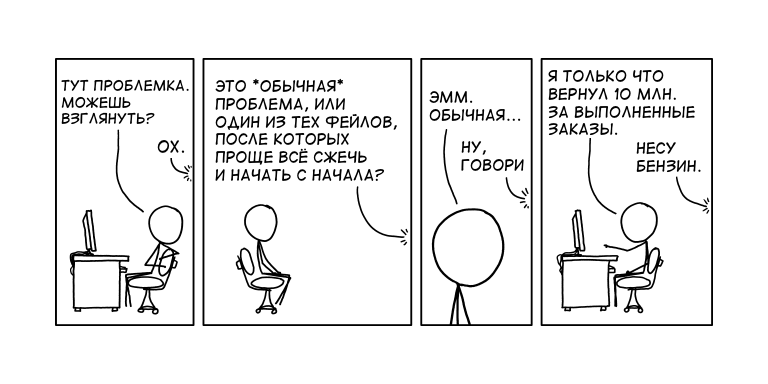 ТУТ ПРОБЛЕМКА.
МОЖЕШЬ
ВЗГЛЯНУТЬ?
ОХ.
ЭТО *ОБЫЧНАЯ*
ПРОБЛЕМА, ИЛИ
ОДИН ИЗ ТЕХ ФЕЙЛОВ,
ПОСЛЕ КОТОРЫХ
ПРОЩЕ ВСЁ СЖЕЧЬ
И НАЧАТЬ С НАЧАЛА?
ЭММ.
ОБЫЧНАЯ...
НУ,
ГОВОРИ
Я ТОЛЬКО ЧТО
ВЕРНУЛ 10 МЛН.
ЗА ВЫПОЛНЕННЫЕ
ЗАКАЗЫ.
НЕСУ
БЕНЗИН.